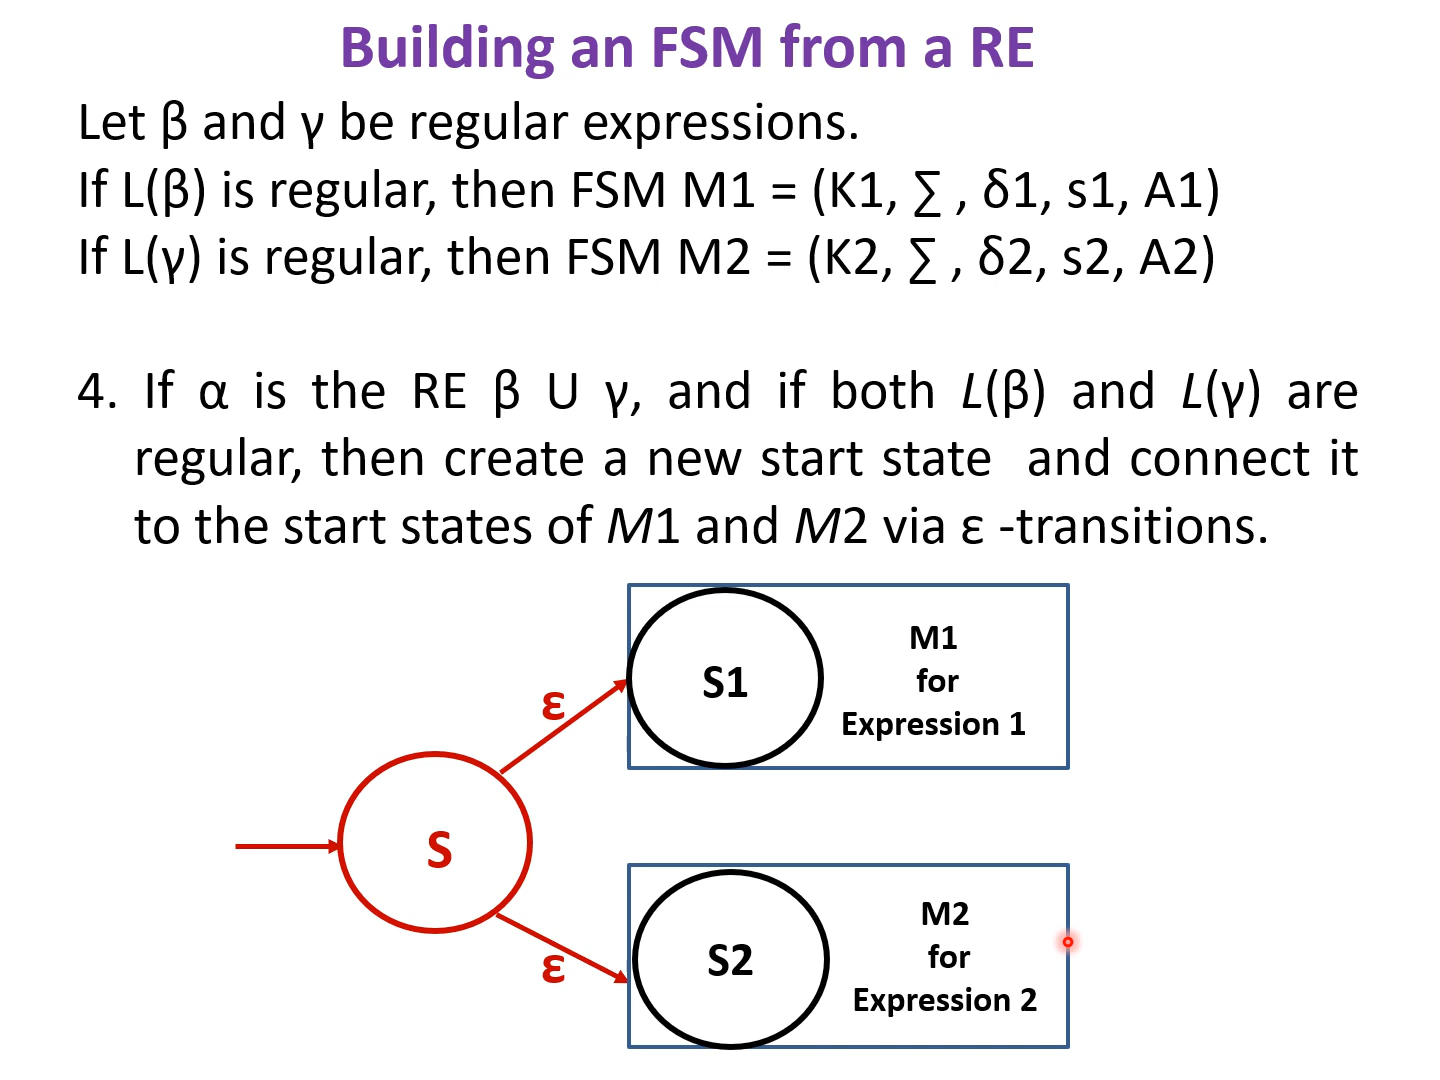 Building an FSM from a RE
Let β and γ be regular expressions.
If L(β) is regular, then FSM M1 = (K1, ∑ , δ1, s1, A1)
If L(γ) is regular, then FSM M2 = (K2, ∑ , δ2, s2, A2)
4. If α is the RE β U γ, and if both L(β) and L(γ) are
regular, then create a new start state and connect it
to the start states of M1 and M2 via ε -transitions.
M1
S1
for
ε
Expression 1
S
M2
S2
for
ε
Expression 2